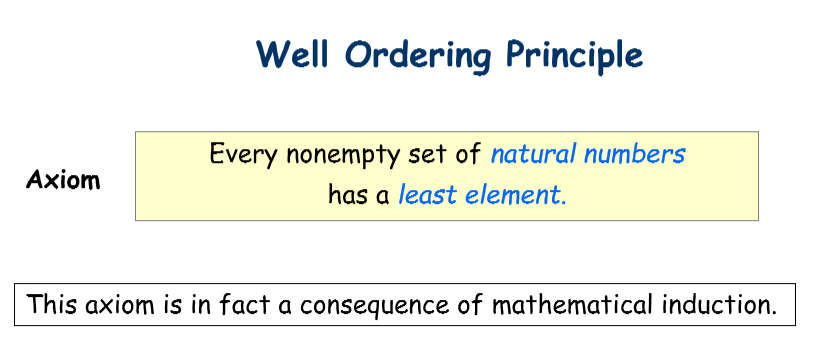 Well Ordering Principle
Every nonempty set of natural numbers
Axiom
has a least element.
This axiom is in fact a consequence of mathematical induction.